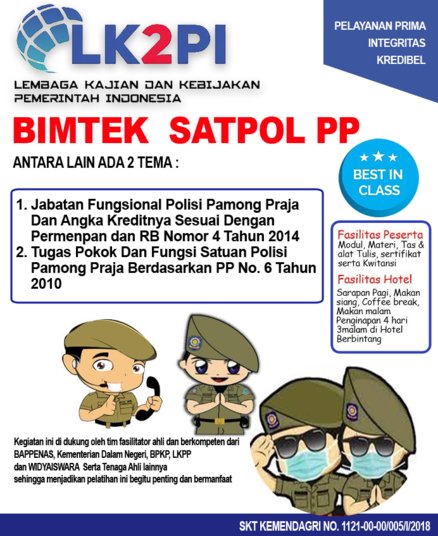 LK2PI
LEMBAGA KAJIAN DAN KEBIJAKAN
PEMERINTAH INDONESIA
PELAYANAN PRIMA
INTEGRITAS
KREDIBEL
BIMTEK SATPOL PP
ANTARA LAIN ADA 2 TEMA :
BEST IN
CLASS
1. Jabatan Fungsional Polisi Pamong Praja
Dan Angka Kreditnya Sesuai Dengan
Permenpan dan RB Nomor 4 Tahun 2014
2. Tugas Pokok Dan Fungsi Satuan Polisi
Pamong Praja Berdasarkan PP No. 6 Tahun
2010
Fasilitas Peserta
Modul, Materi, Tas &
alat Tulis, sertifikat
serta Kwitansi
Fasilitas Hotel
Sarapan Pagi, Makan
siang, Coffee break,
Makan malam
Penginapan 4 hari
3malam di Hotel
Berbintang
Kegiatan ini di dukung oleh tim fasilitator ahli dan berkompeten dari
BAPPENAS, Kementerian Dalam Negeri, BPKP, LKPP
dan WIDYAISWARA Serta Tenaga Ahli lainnya
sehingga menjadikan pelatihan ini begitu penting dan bermanfaat
SKT KEMENDAGRI NO. 1121-00-00/005/I/2018